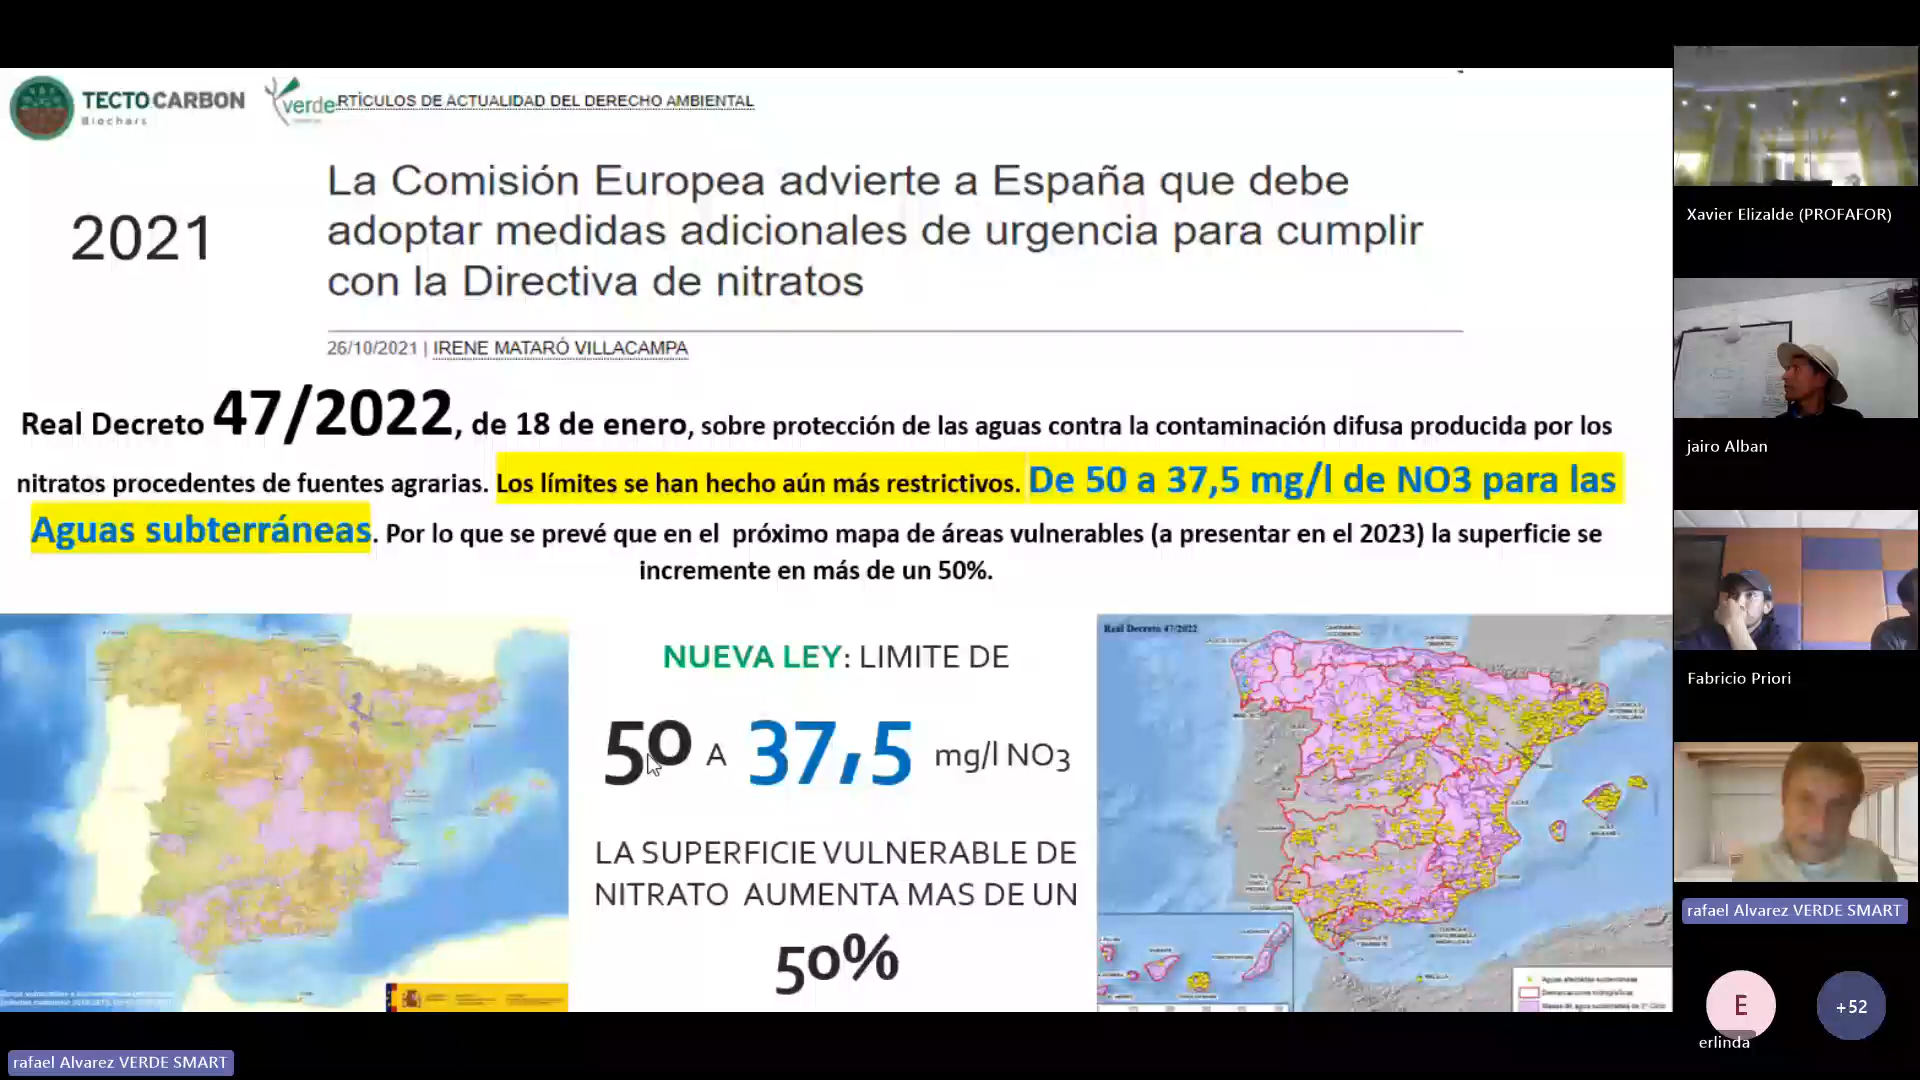 TECTOCARBON
Biochars
verde
RTÍCULOS DE ACTUALIDAD DEL DERECHO AMBIENTAL
2021
La Comisión Europea advierte a España que debe
adoptar medidas adicionales de urgencia para cumplir
con la Directiva de nitratos
26/10/2021 | IRENE MATARÓ VILLACAMPA
Real Decreto 47/2022, de 18 de enero, sobre protección de las aguas contra la contaminación difusa producida por los
nitratos procedentes de fuentes agrarias. Los límites se han hecho aún más restrictivos. De 50 a 37,5 mg/l de NO3 para las
Aguas subterráneas. Por lo que se prevé que en el próximo mapa de áreas vulnerables (a presentar en el 2023) la superficie se
incremente en más de un 50%.
NUEVA LEY: LIMITE DE
50 A 37,5 mg/l NO3
LA SUPERFICIE VULNERABLE DE
NITRATO AUMENTA MAS DE UN
50%
Real Decreto 47/2022
Xavier Elizalde (PROFAFOR)
jairo Alban
Fabricio Priori
rafael Alvarez VERDE SMART
E
erlinda
+52
rafael Alvarez VERDE SMART